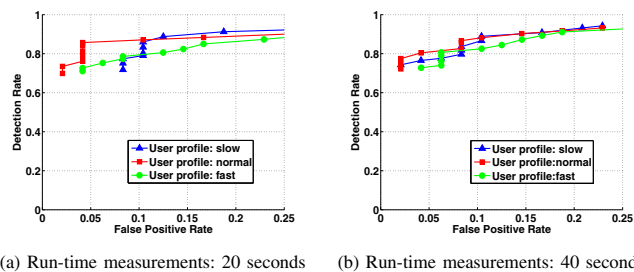 1
0.8
0.6
0.4
0.2
0
Detection Rate
0 0.05 0.1 0.15 0.2 0.25
False Positive Rate
User profile: slow
User profile: normal
User profile: fast
(a) Run-time measurements: 20 seconds
1
0.8
0.6
0.4
0.2
0
Detection Rate
0 0.05 0.1 0.15 0.2 0.25
False Positive Rate
User profile: slow
User profile:normal
User profile:fast
(b) Run-time measurements: 40 second